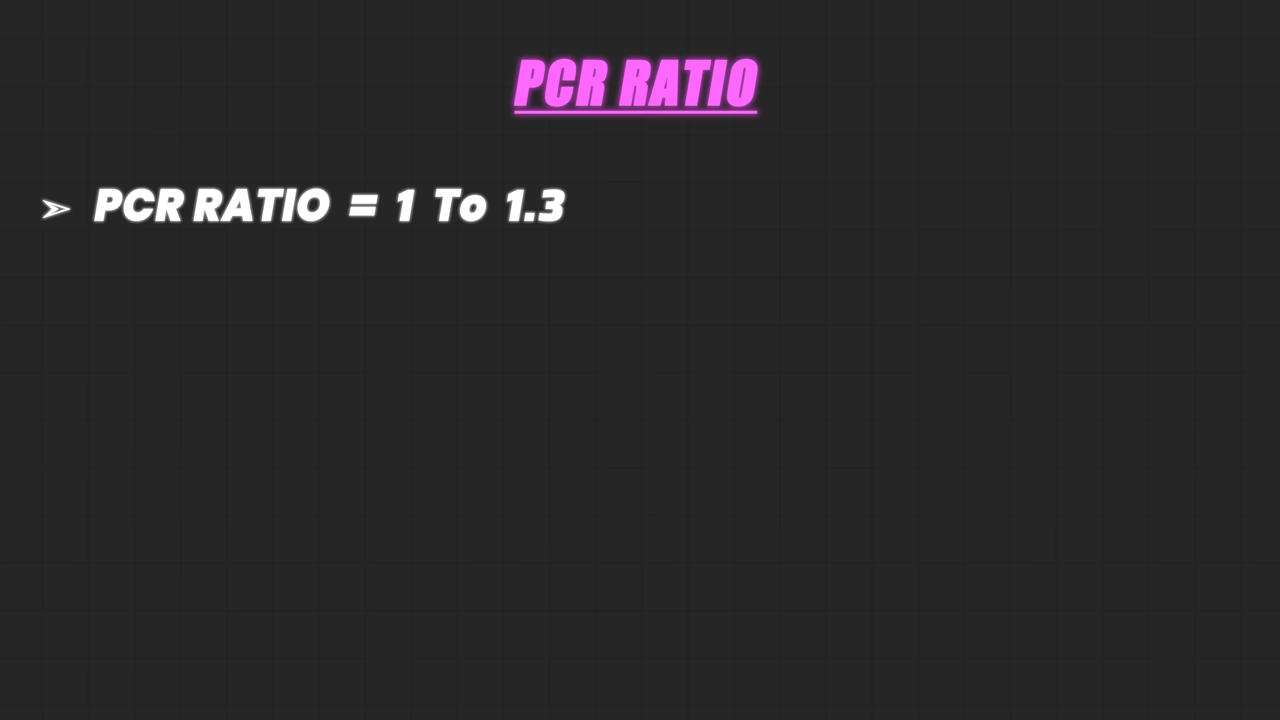 PCR RATIO
➢ PCR RATIO = 1 To 1.3